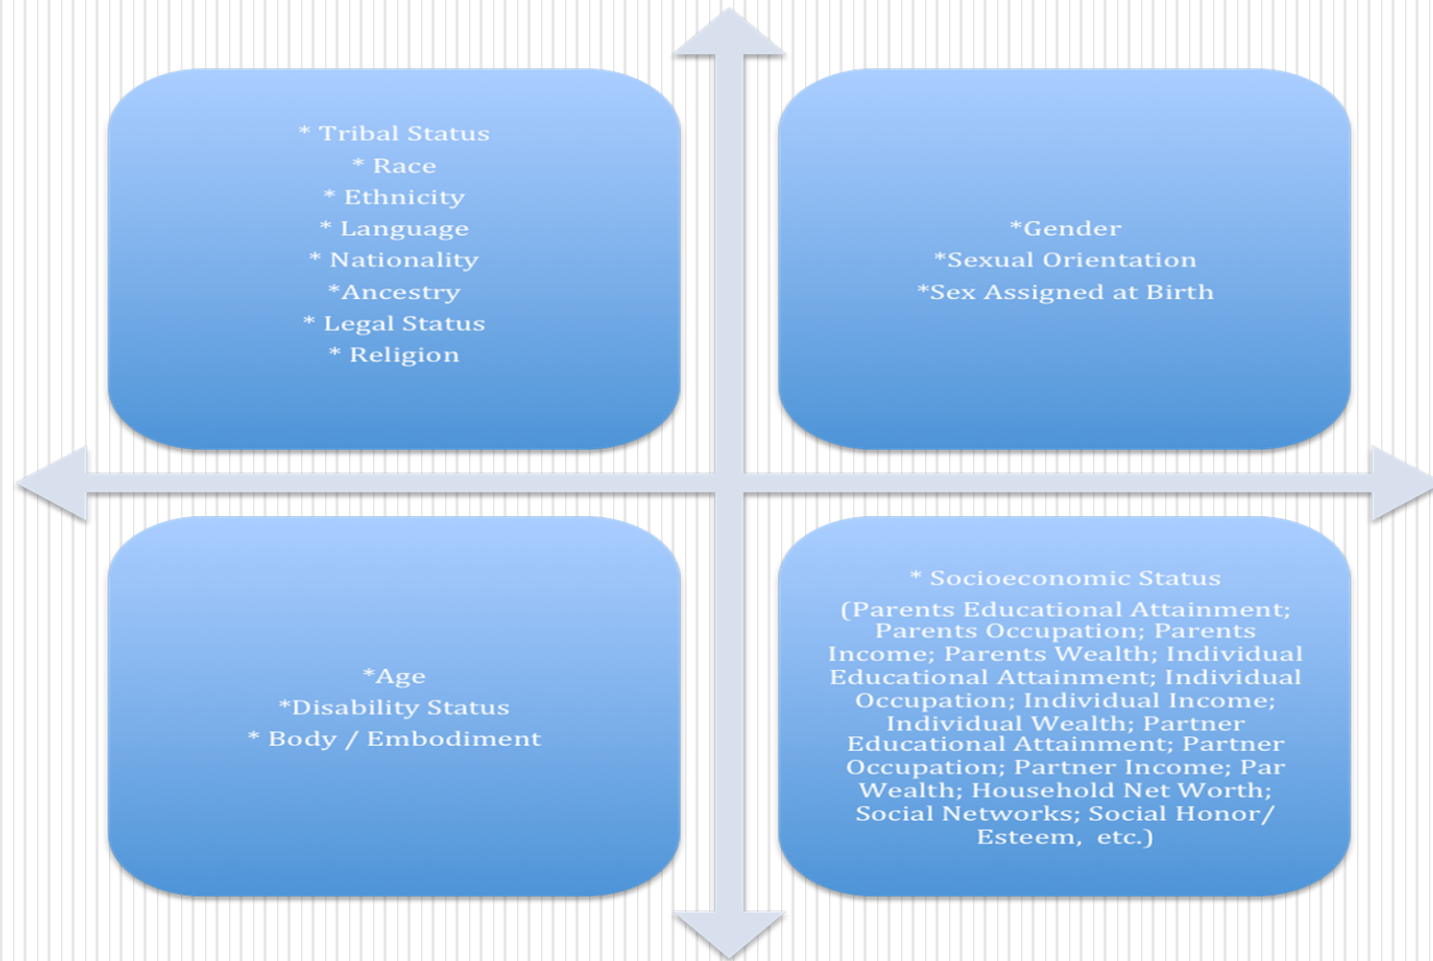 * Tribal Status
* Race
* Ethnicity
* Language
* Nationality
*Ancestry
* Legal Status
* Religion
*Gender
*Sexual Orientation
*Sex Assigned at Birth
*Age
*Disability Status
* Body / Embodiment
* Socioeconomic Status
(Parents Educational Attainment;
Parents Occupation; Parents
Income; Parents Wealth; Individual
Educational Attainment; Individual
Occupation; Individual Income;
Individual Wealth; Partner
Educational Attainment; Partner
Occupation; Partner Income; Par
Wealth; Household Net Worth;
Social Networks; Social Honor/
Esteem, etc.)